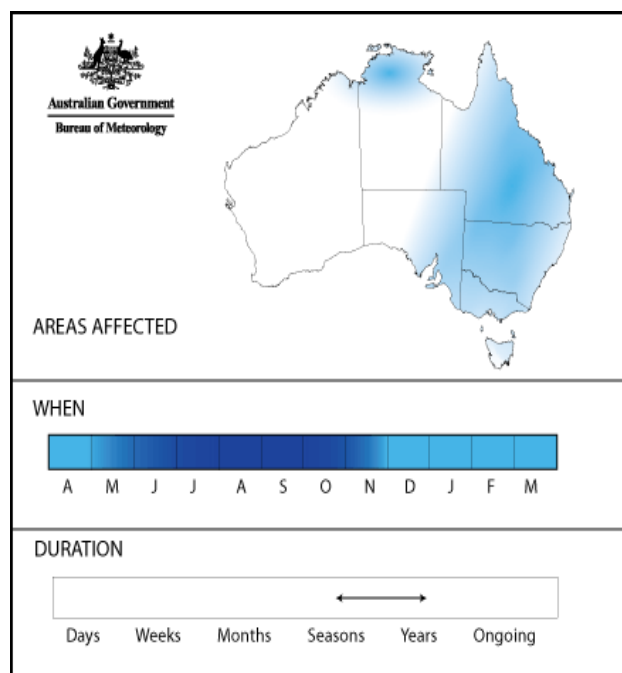 Australian Government
Bureau of Meteorology
AREAS AFFECTED
WHEN
A M J J A S O N D J F M
DURATION
Days Weeks Months Seasons Years Ongoing